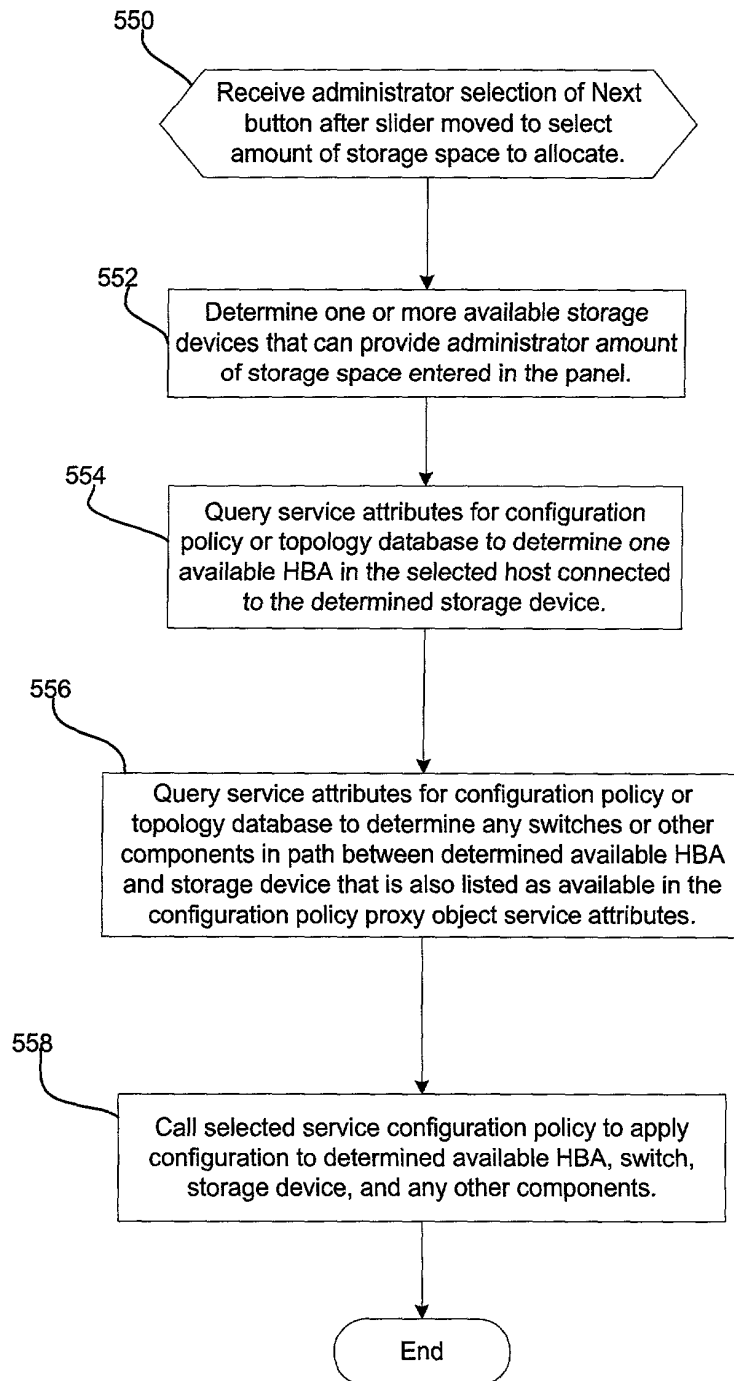 550
Receive administrator selection of Next
button after slider moved to select
amount of storage space to allocate.
552
Determine one or more available storage
devices that can provide administrator amount
of storage space entered in the panel.
554
Query service attributes for configuration
policy or topology database to determine one
available HBA in the selected host connected
to the determined storage device.
556
Query service attributes for configuration policy or
topology database to determine any switches or other
components in path between determined available HBA
and storage device that is also listed as available in the
configuration policy proxy object service attributes.
558
Call selected service configuration policy to apply
configuration to determined available HBA, switch,
storage device, and any other components.
End